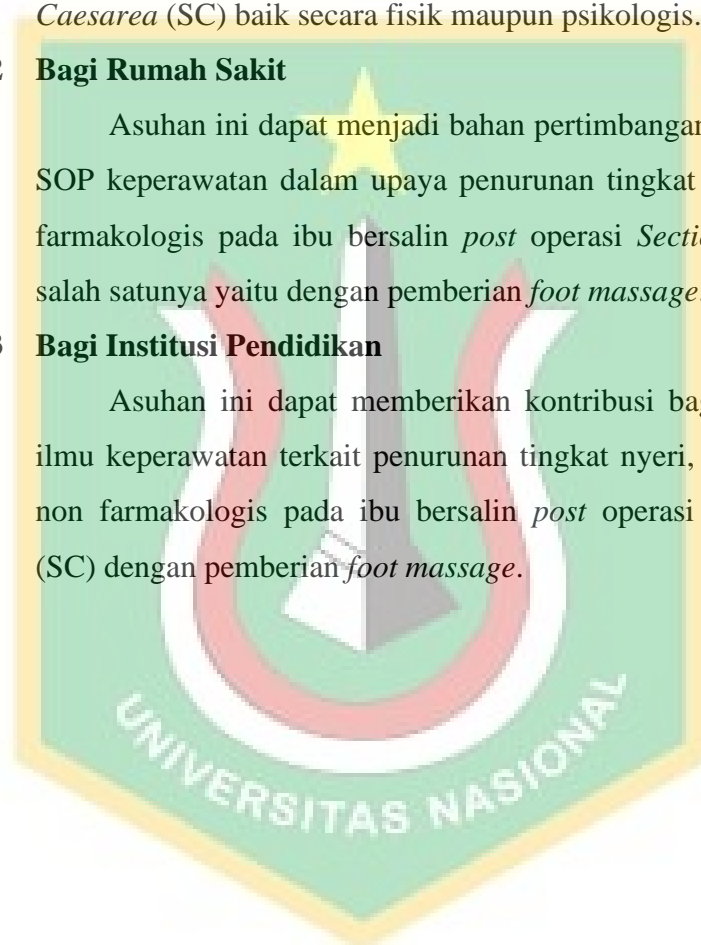 Caesarea (SC) baik secara fisik maupun psikologis.
2 Bagi Rumah Sakit
Asuhan ini dapat menjadi bahan pertimbangan
SOP keperawatan dalam upaya penurunan tingkat
farmakologis pada ibu bersalin post operasi Sectio
salah satunya yaitu dengan pemberian foot massage.
Bagi Institusi Pendidikan
Asuhan ini dapat memberikan kontribusi bag
ilmu keperawatan terkait penurunan tingkat nyeri,
non farmakologis pada ibu bersalin post operasi
(SC) dengan pemberian foot massage.
UNIVERSITAS NASIONAL